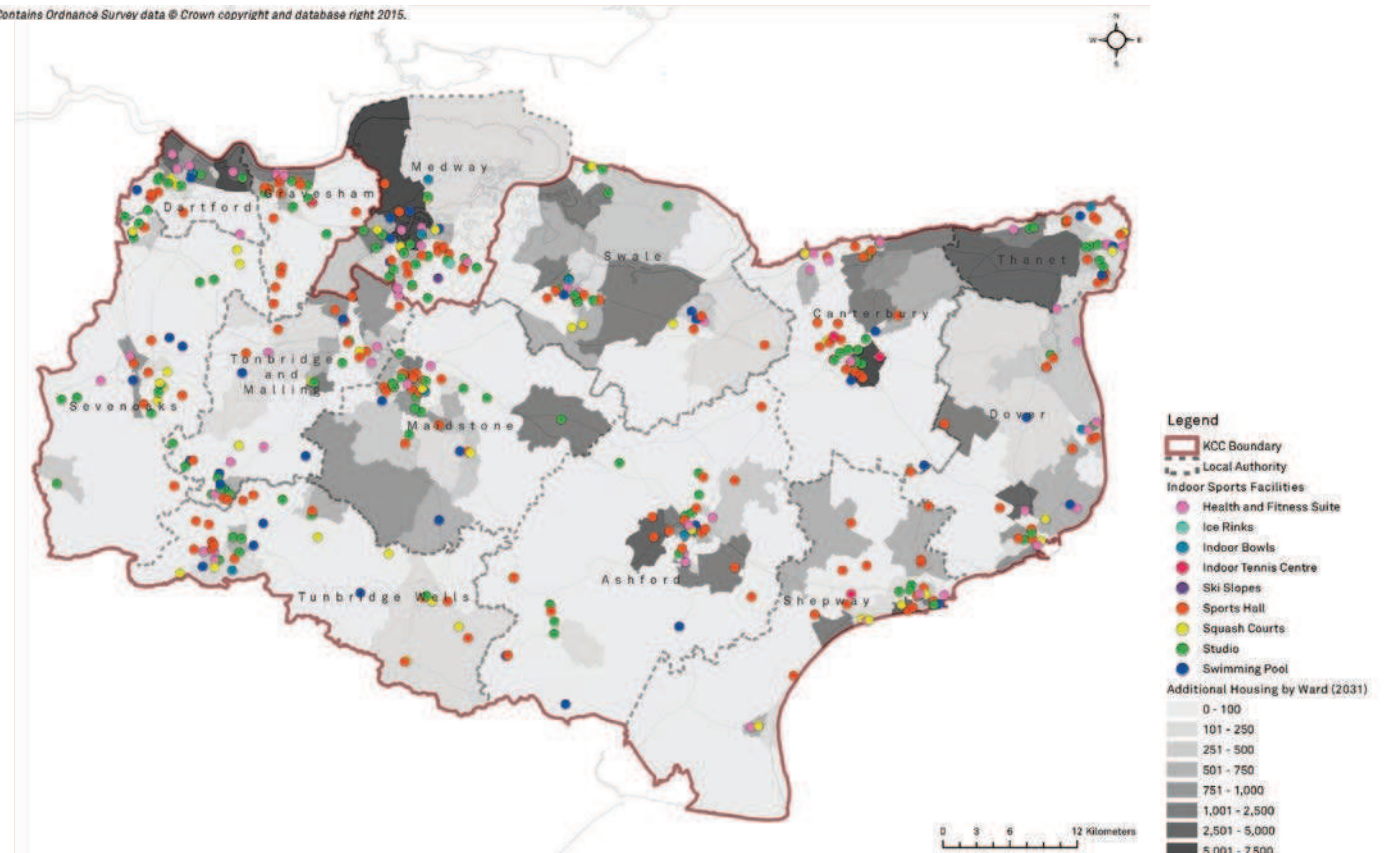 Contains Ordnance Survey data © Crown copyright and database right 2015.
N
W E
S
Medway
Gravesham
Dartford
Swale
Thanet
Canterbury
Tonbridge
and
Malling
Sevenoaks
Maidstone
Dover
Ashford
Tunbridge Wells
Shepway
Legend
KCC Boundary
Local Authority
Indoor Sports Facilities
Health and Fitness Suite
Ice Rinks
Indoor Bowls
Indoor Tennis Centre
Ski Slopes
Sports Hall
Squash Courts
Studio
Swimming Pool
Additional Housing by Ward (2031)
0 - 100
101 - 250
251 - 500
501 - 750
751 - 1,000
1,001 - 2,500
2,501 - 5,000
5,001 - 7,500
0 3 6 12 Kilometers